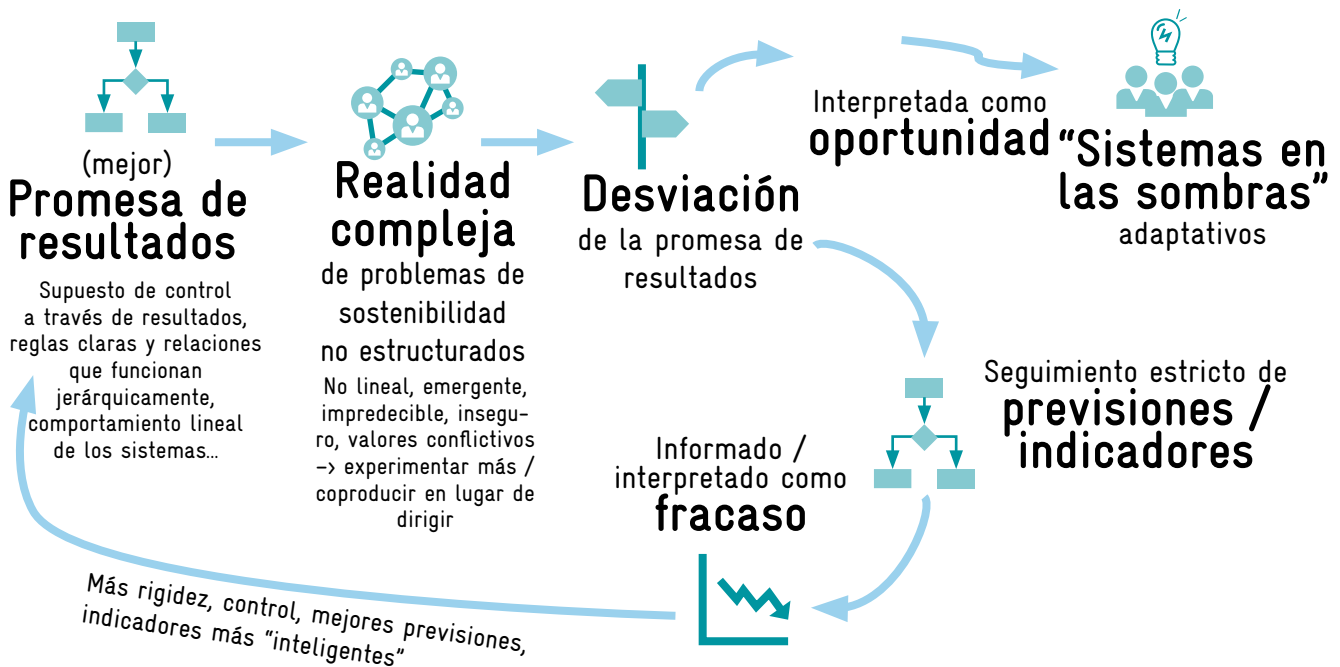 (mejor)
Promesa de
resultados
Supuesto de control
a través de resultados,
reglas claras y relaciones
que funcionan
jerárquicamente,
comportamiento lineal
de los sistemas...
Realidad
compleja
de problemas de
sostenibilidad
no estructurados
No lineal, emergente,
impredecible, insegu-
ro, valores conflictivos
–> experimentar más /
coproducir en lugar de
dirigir
Desviación
de la promesa de
resultados
Interpretada como
oportunidad
“Sistemas en
las sombras”
adaptativos
Seguimiento estricto de
previsiones /
indicadores
Informado /
interpretado como
fracaso
Más rigidez, control, mejores previsiones,
indicadores más “inteligentes”